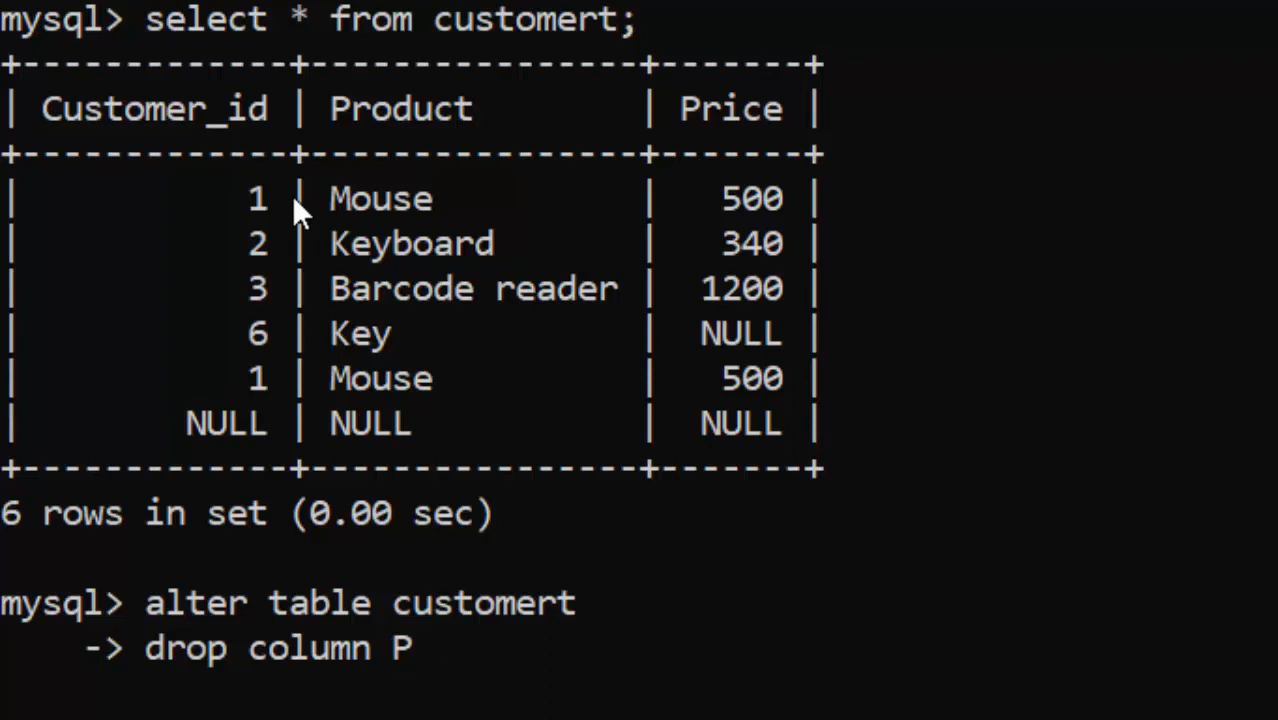 mysql> select * from customert;
+-------------+----------------+-------+
| Customer_id | Product        | Price |
+-------------+----------------+-------+
|           1 | Mouse          |   500 |
|           2 | Keyboard       |   340 |
|           3 | Barcode reader |  1200 |
|           6 | Key            |  NULL |
|           1 | Mouse          |   500 |
|        NULL | NULL           |  NULL |
+-------------+----------------+-------+
6 rows in set (0.00 sec)
mysql> alter table customert
    -> drop column P